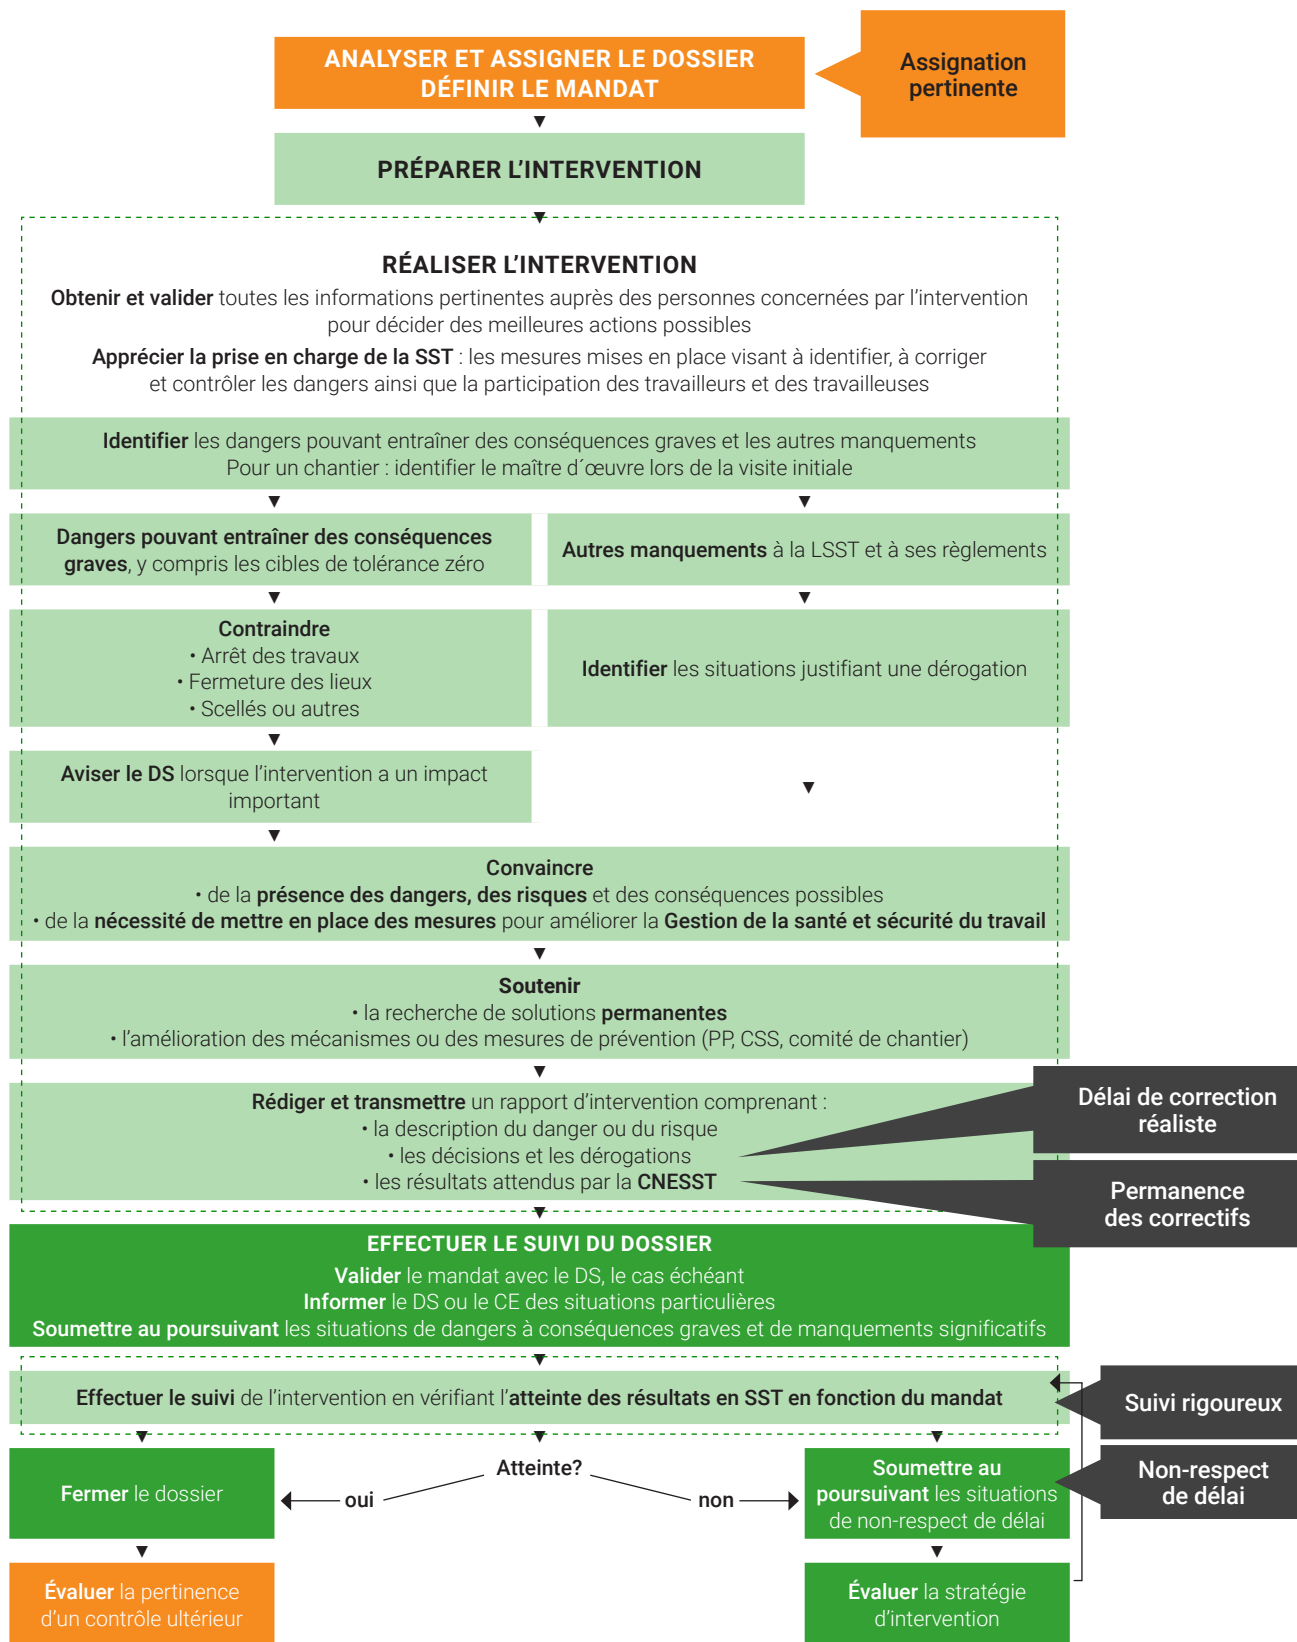 ANALYSER ET ASSIGNER LE DOSSIER
DÉFINIR LE MANDAT
Assignation
pertinente
PRÉPARER L’INTERVENTION
RÉALISER L’INTERVENTION
Obtenir et valider toutes les informations pertinentes auprès des personnes concernées par l’intervention
pour décider des meilleures actions possibles
Apprécier la prise en charge de la SST : les mesures mises en place visant à identifier, à corriger
et contrôler les dangers ainsi que la participation des travailleurs et des travailleuses
Identifier les dangers pouvant entraîner des conséquences graves et les autres manquements
Pour un chantier : identifier le maître d´œuvre lors de la visite initiale
Dangers pouvant entraîner des conséquences
graves, y compris les cibles de tolérance zéro
Autres manquements à la LSST et à ses règlements
Contraindre
• Arrêt des travaux
• Fermeture des lieux
• Scellés ou autres
Identifier les situations justifiant une dérogation
Aviser le DS lorsque l’intervention a un impact
important
Convaincre
• de la présence des dangers, des risques et des conséquences possibles
• de la nécessité de mettre en place des mesures pour améliorer la Gestion de la santé et sécurité du travail
Soutenir
• la recherche de solutions permanentes
• l’amélioration des mécanismes ou des mesures de prévention (PP, CSS, comité de chantier)
Rédiger et transmettre un rapport d’intervention comprenant :
• la description du danger ou du risque
• les décisions et les dérogations
• les résultats attendus par la CNESST
Délai de correction
réaliste
Permanence
des correctifs
EFFECTUER LE SUIVI DU DOSSIER
Valider le mandat avec le DS, le cas échéant
Informer le DS ou le CE des situations particulières
Soumettre au poursuivant les situations de dangers à conséquences graves et de manquements significatifs
Effectuer le suivi de l’intervention en vérifiant l’atteinte des résultats en SST en fonction du mandat
Suivi rigoureux
Fermer le dossier
oui
Atteinte?
non
Soumettre au
poursuivant les situations
de non-respect de délai
Non-respect
de délai
Évaluer la pertinence
d’un contrôle ultérieur
Évaluer la stratégie
d’intervention